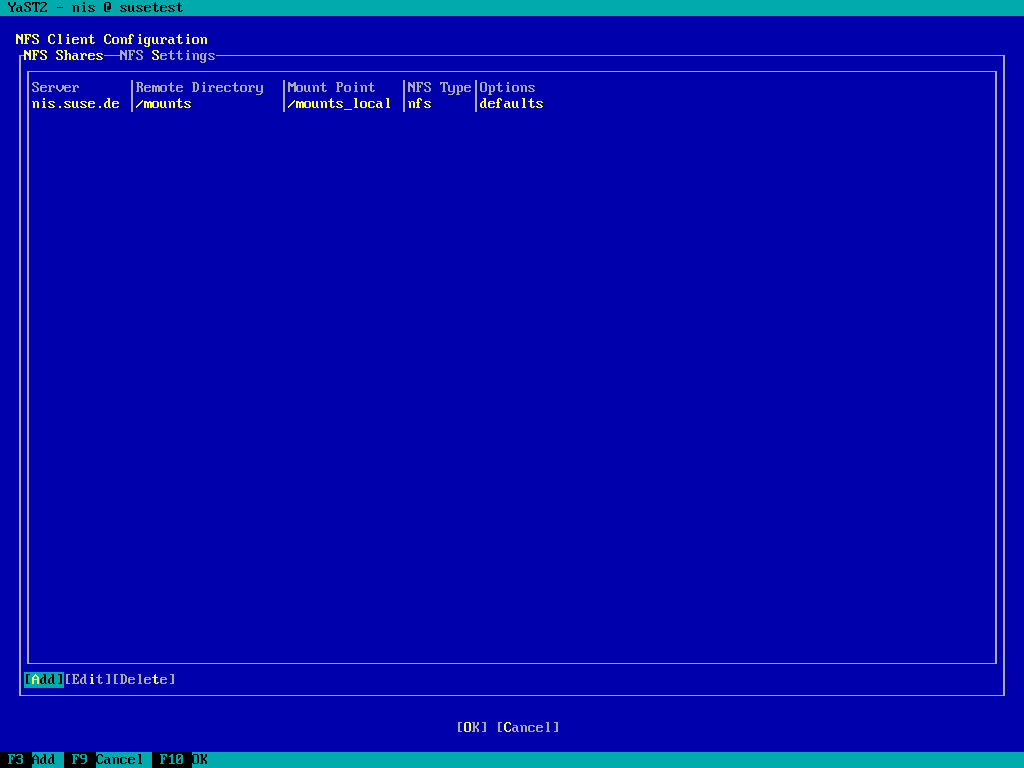 YaST2 - nis @ susetest
NFS Client Configuration
NFS Shares NFS Settings
Server Remote Directory Mount Point NFS Type Options
nis.suse.de /mounts /mounts_local nfs defaults
[Add][Edit][Delete]
[OK] [Cancel]
F3 Add F9 Cancel F10 OK